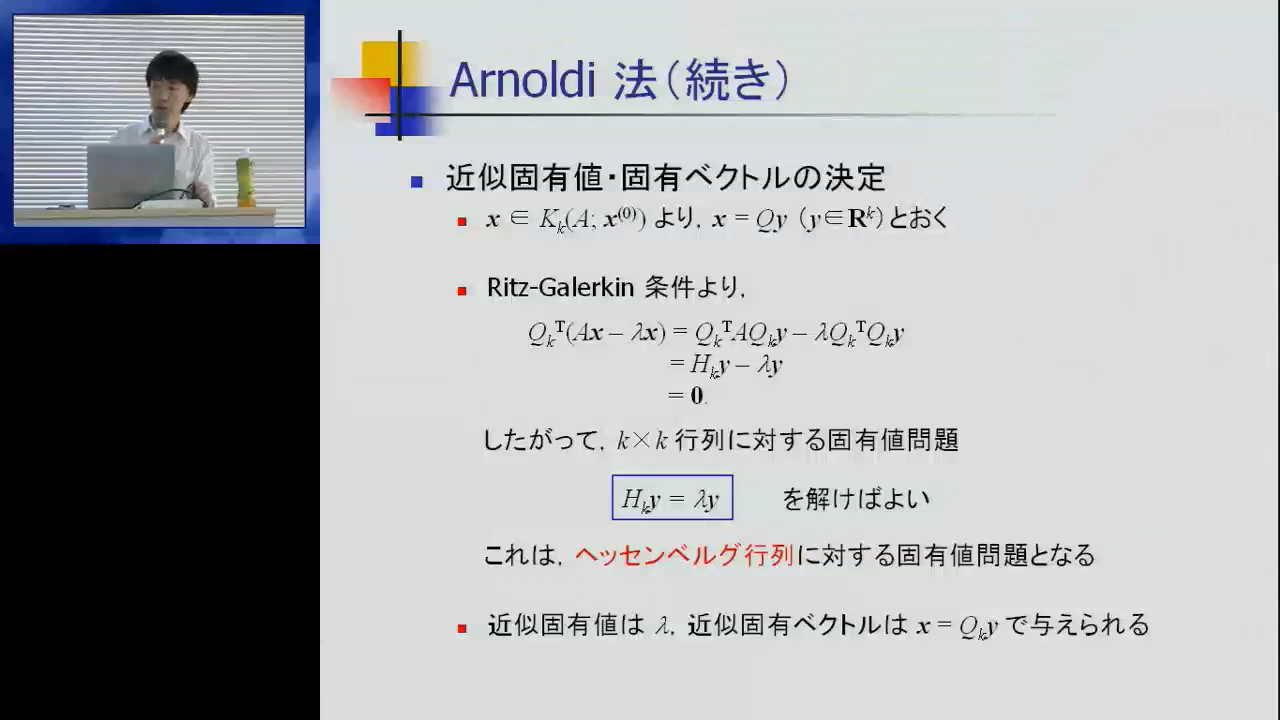 Arnoldi 法（続き）
近似固有値・固有ベクトルの決定
x ∈ Kk(A; x(0)) より, x = Qy （y∈Rk）とおく
Ritz-Galerkin 条件より,
QkT(Ax – λx) = QkTAQky – λQkTQky
= Hky – λy
= 0.
したがって, k×k 行列に対する固有値問題
Hky = λy を解けばよい
これは, ヘッセンベルグ行列に対する固有値問題となる
近似固有値は λ, 近似固有ベクトルは x = Qky で与えられる